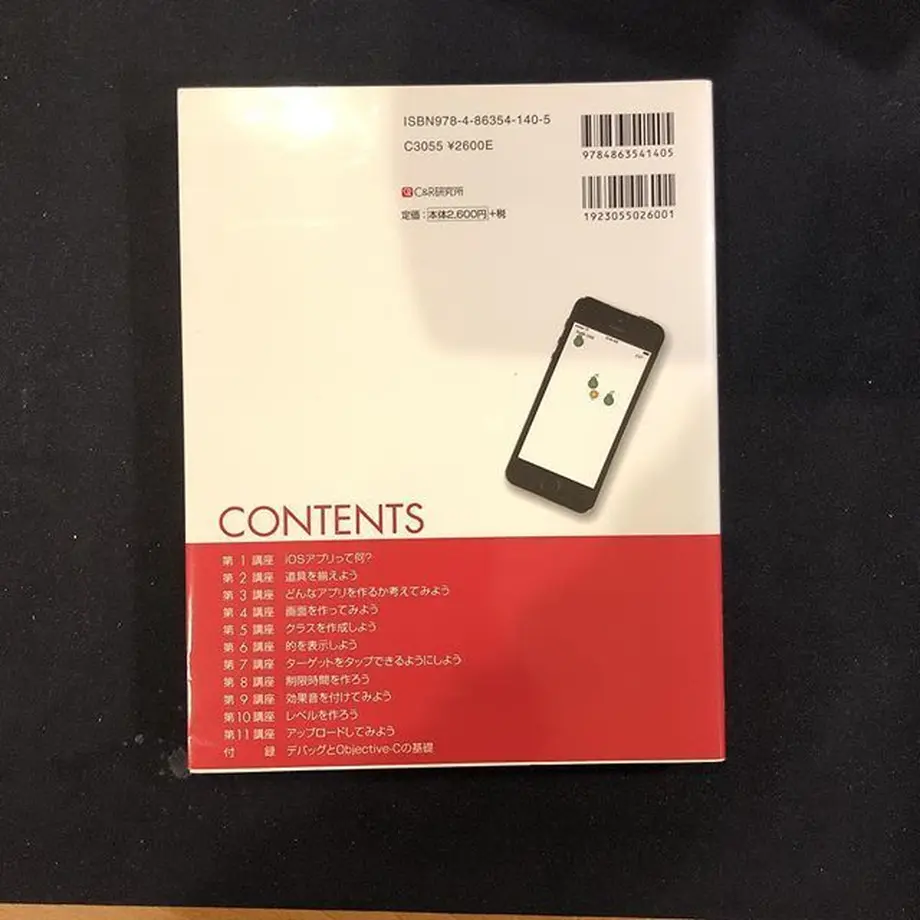 ISBN978-4-86354-140-5
C3055 ¥2600E
9784863541405
C&R研究所
定価：本体2,600円+税
1923055026001
CONTENTS
第 1 講座 iOSアプリって何?
第 2 講座 道具を揃えよう
第 3 講座 どんなアプリを作るか考えてみよう
第 4 講座 画面を作ってみよう
第 5 講座 クラスを作成しよう
第 6 講座 的を表示しよう
第 7 講座 ターゲットをタップできるようにしよう
第 8 講座 制限時間を作ろう
第 9 講座 効果音を付けてみよう
第10講座 レベルを作ろう
第11講座 アップロードしてみよう
付 録 デバッグとObjective-Cの基礎